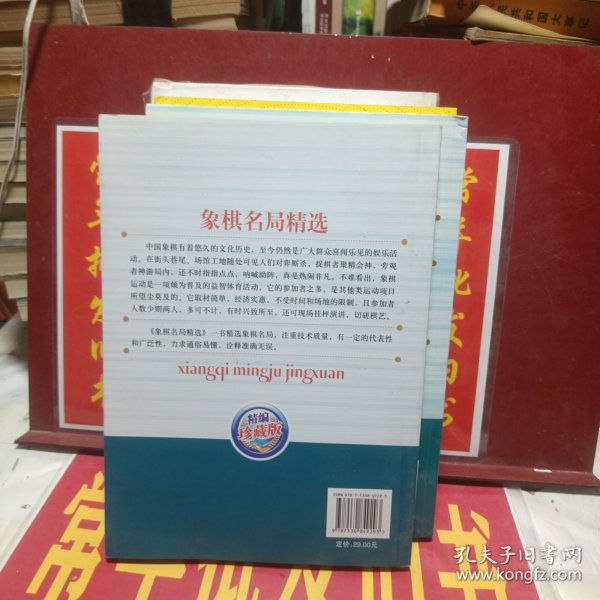 中华人民共和国大事记
象棋名局精选
中国象棋有着悠久的文化历史，至今仍然是广大群众喜闻乐见的娱乐活
动。在街头巷尾、场馆工地随处可见人们对弈厮杀，捉棋者聚精会神，旁观
者神游局内，还不时指指点点，呐喊助阵，真是热闹非凡。不难看出，象棋
运动是一项颇为普及的益智体育活动，它的参加者之多，是其他类运动项目
所望尘莫及的。它取简单，经济实惠，不受时间和场地的限制，且参加者
人数少则两人，多可不计，有时兴致所至，还可现场挂枰演讲，切磋棋艺。
《象棋名局精选》一书精选象棋名局，注重技术质量，有一定的代表性
和广泛性，力求通俗易懂，诠释准确无误。
xiangqi mingju jingxuan
精编
珍藏版
定价:29.00元
孔夫子旧书网
www.kongfz.com